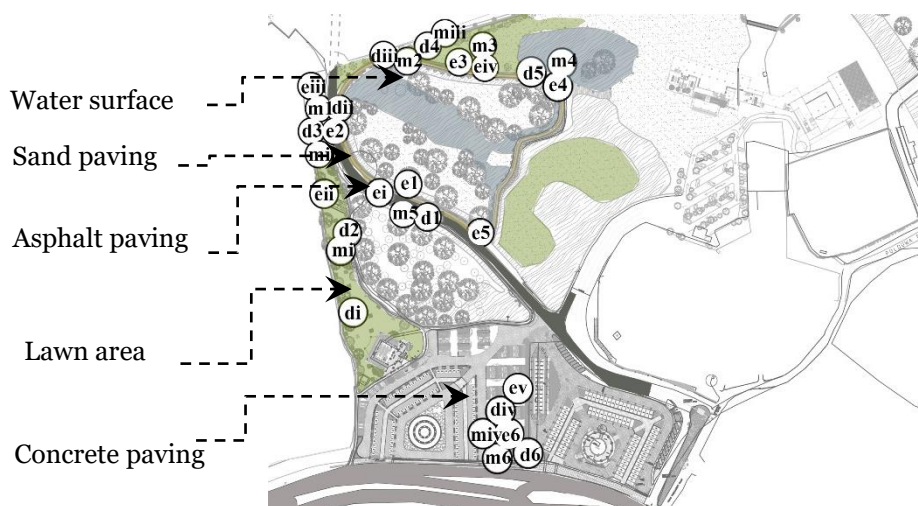 miii
d4
m3
diii
m2
e3
eiv
m4
d5
e4
eiii
Water surface
m1
dii
d3
e2
mii
Sand paving
e1
ei
eii
m5
d1
d2
e5
Asphalt paving
mi
di
Lawn area
ev
div
miv
e6
Concrete paving
m6
d6